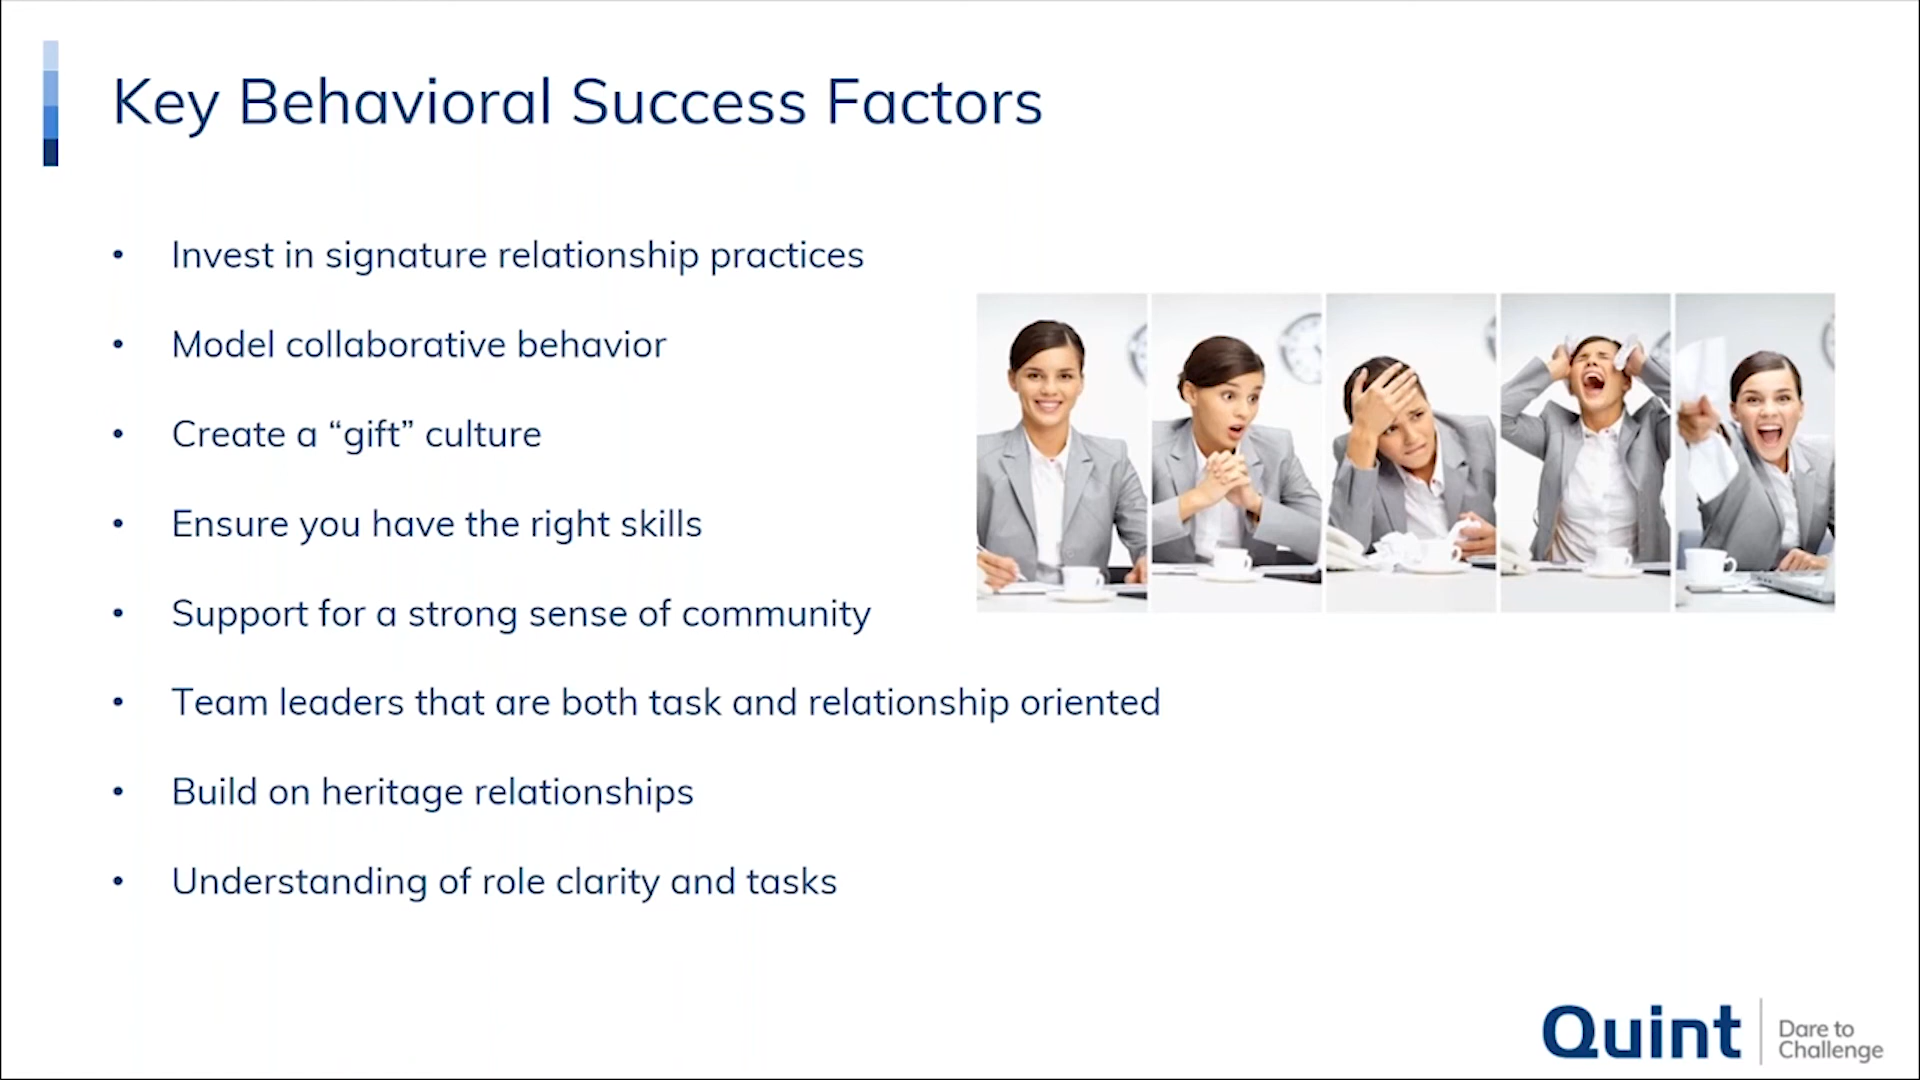 Key Behavioral Success Factors
• Invest in signature relationship practices
• Model collaborative behavior
• Create a “gift” culture
• Ensure you have the right skills
• Support for a strong sense of community
• Team leaders that are both task and relationship oriented
• Build on heritage relationships
• Understanding of role clarity and tasks
Quint
Dare to
Challenge